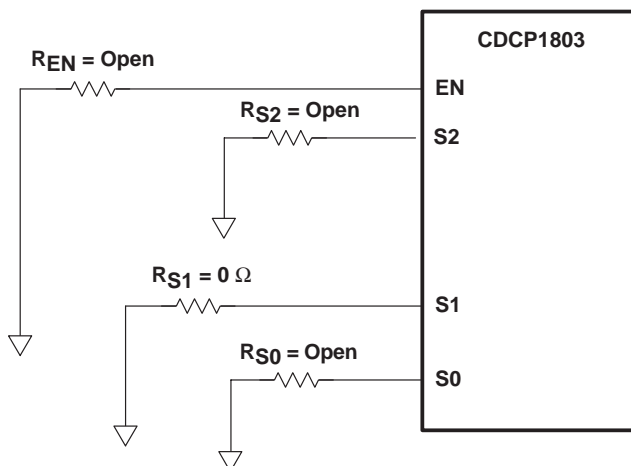 CDCP1803
REN = Open
EN
RS2 = Open
S2
RS1 = 0 Ω
S1
RS0 = Open
S0